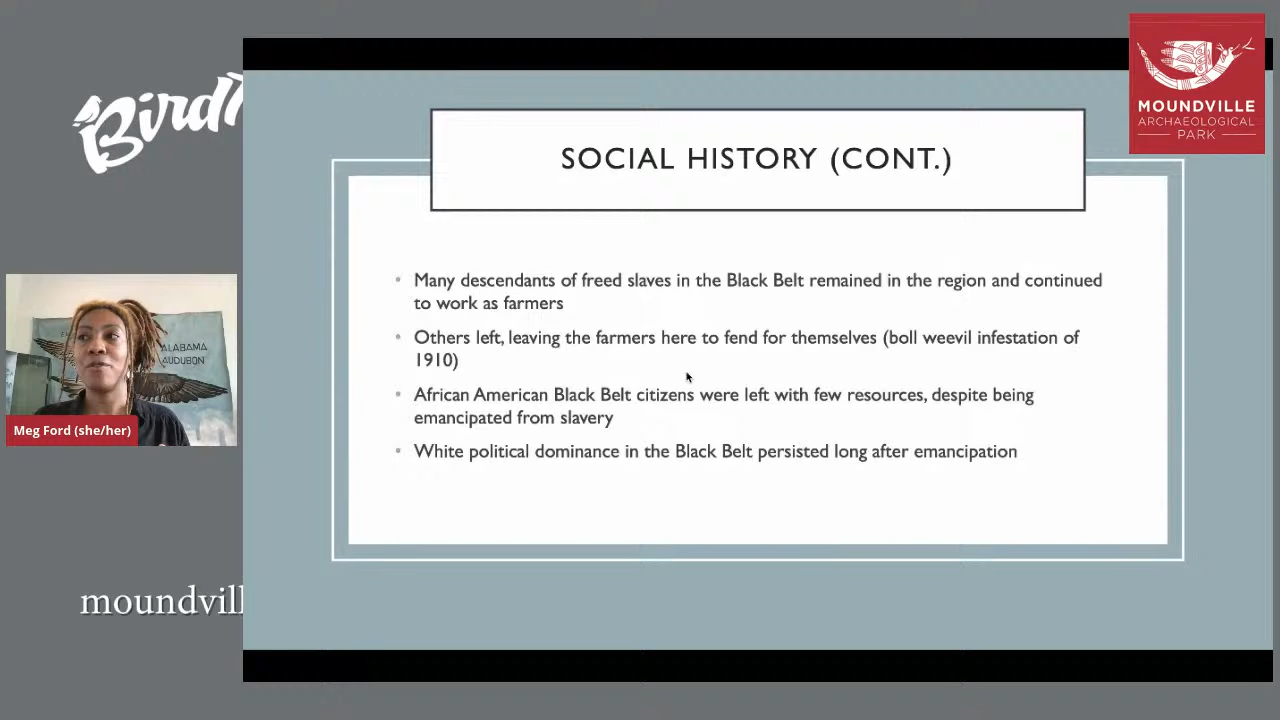 Bird
moundvill
ALABAMA
AUDUBON
Meg Ford (she/her)
MOUNDVILLE
ARCHAEOLOGICAL
PARK
SOCIAL HISTORY (CONT.)
• Many descendants of freed slaves in the Black Belt remained in the region and continued
to work as farmers
• Others left, leaving the farmers here to fend for themselves (boll weevil infestation of
1910)
• African American Black Belt citizens were left with few resources, despite being
emancipated from slavery
• White political dominance in the Black Belt persisted long after emancipation